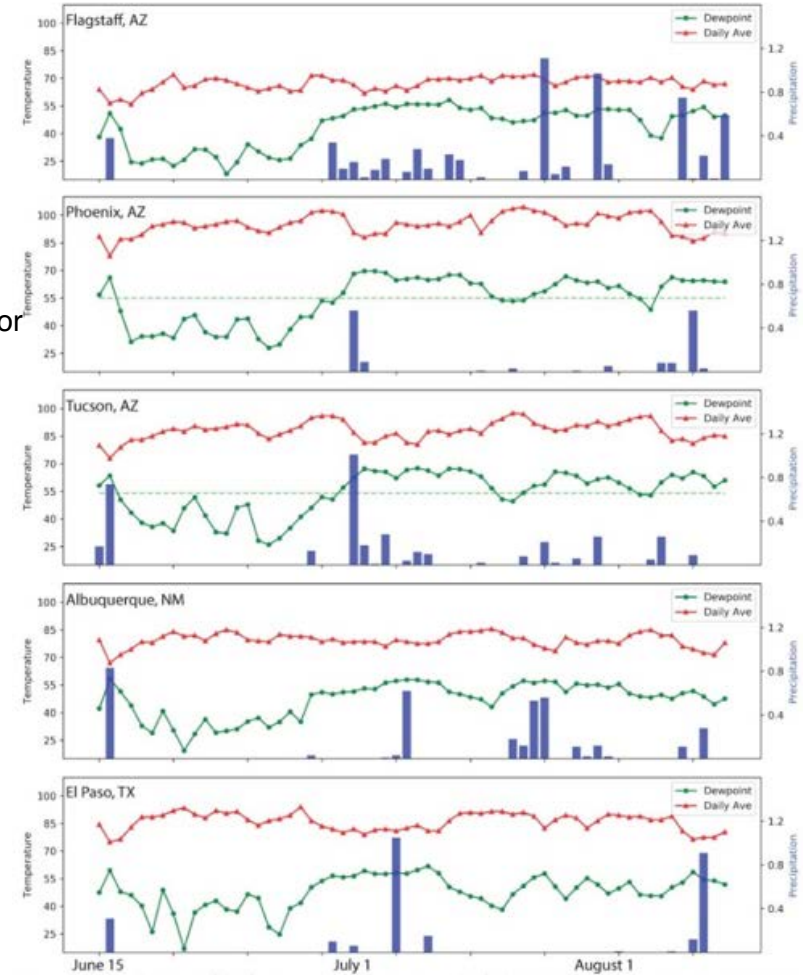 Flagstaff, AZ
Dewpoint
Daily Ave
Temperature
100
85
70
55
40
25
1.2
0.8
0.4
Precipitation
Phoenix, AZ
Dewpoint
Daily Ave
or
Temperature
100
85
70
55
40
25
1.2
0.8
0.4
Precipitation
Tucson, AZ
Dewpoint
Daily Ave
Temperature
100
85
70
55
40
25
1.2
0.8
0.4
Precipitation
Albuquerque, NM
Dewpoint
Daily Ave
Temperature
100
85
70
55
40
25
1.2
0.8
0.4
Precipitation
El Paso, TX
Dewpoint
Daily Ave
Temperature
100
85
70
55
40
25
1.2
0.8
0.4
Precipitation
June 15 July 1 August 1